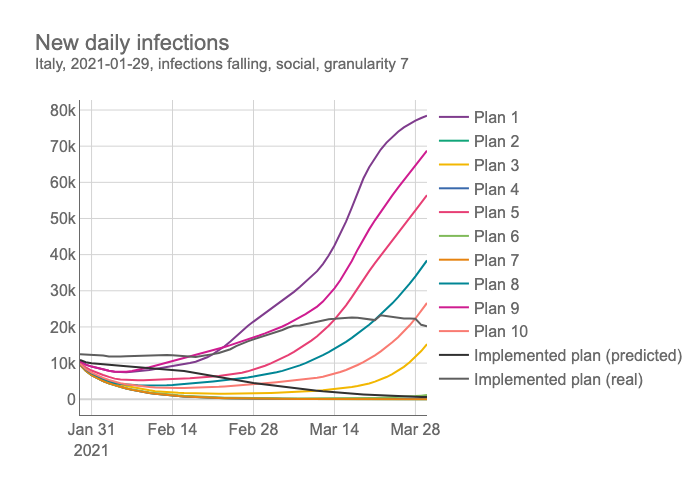 New daily infections
Italy, 2021-01-29, infections falling, social, granularity 7
80k
70k
60k
50k
40k
30k
20k
10k
0
Jan 31
2021
Feb 14
Feb 28
Mar 14
Mar 28
Plan 1
Plan 2
Plan 3
Plan 4
Plan 5
Plan 6
Plan 7
Plan 8
Plan 9
Plan 10
Implemented plan (predicted)
Implemented plan (real)